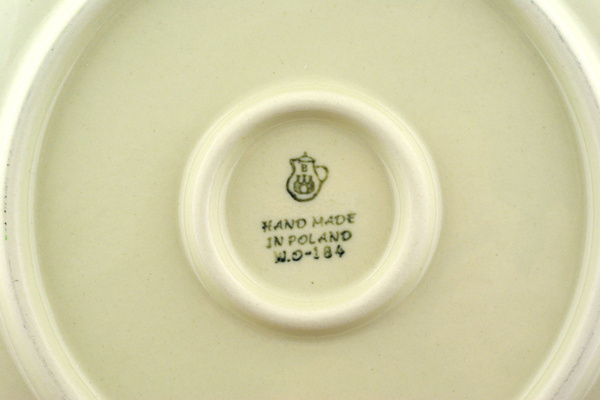 B
HAND MADE
IN POLAND
W.D-184